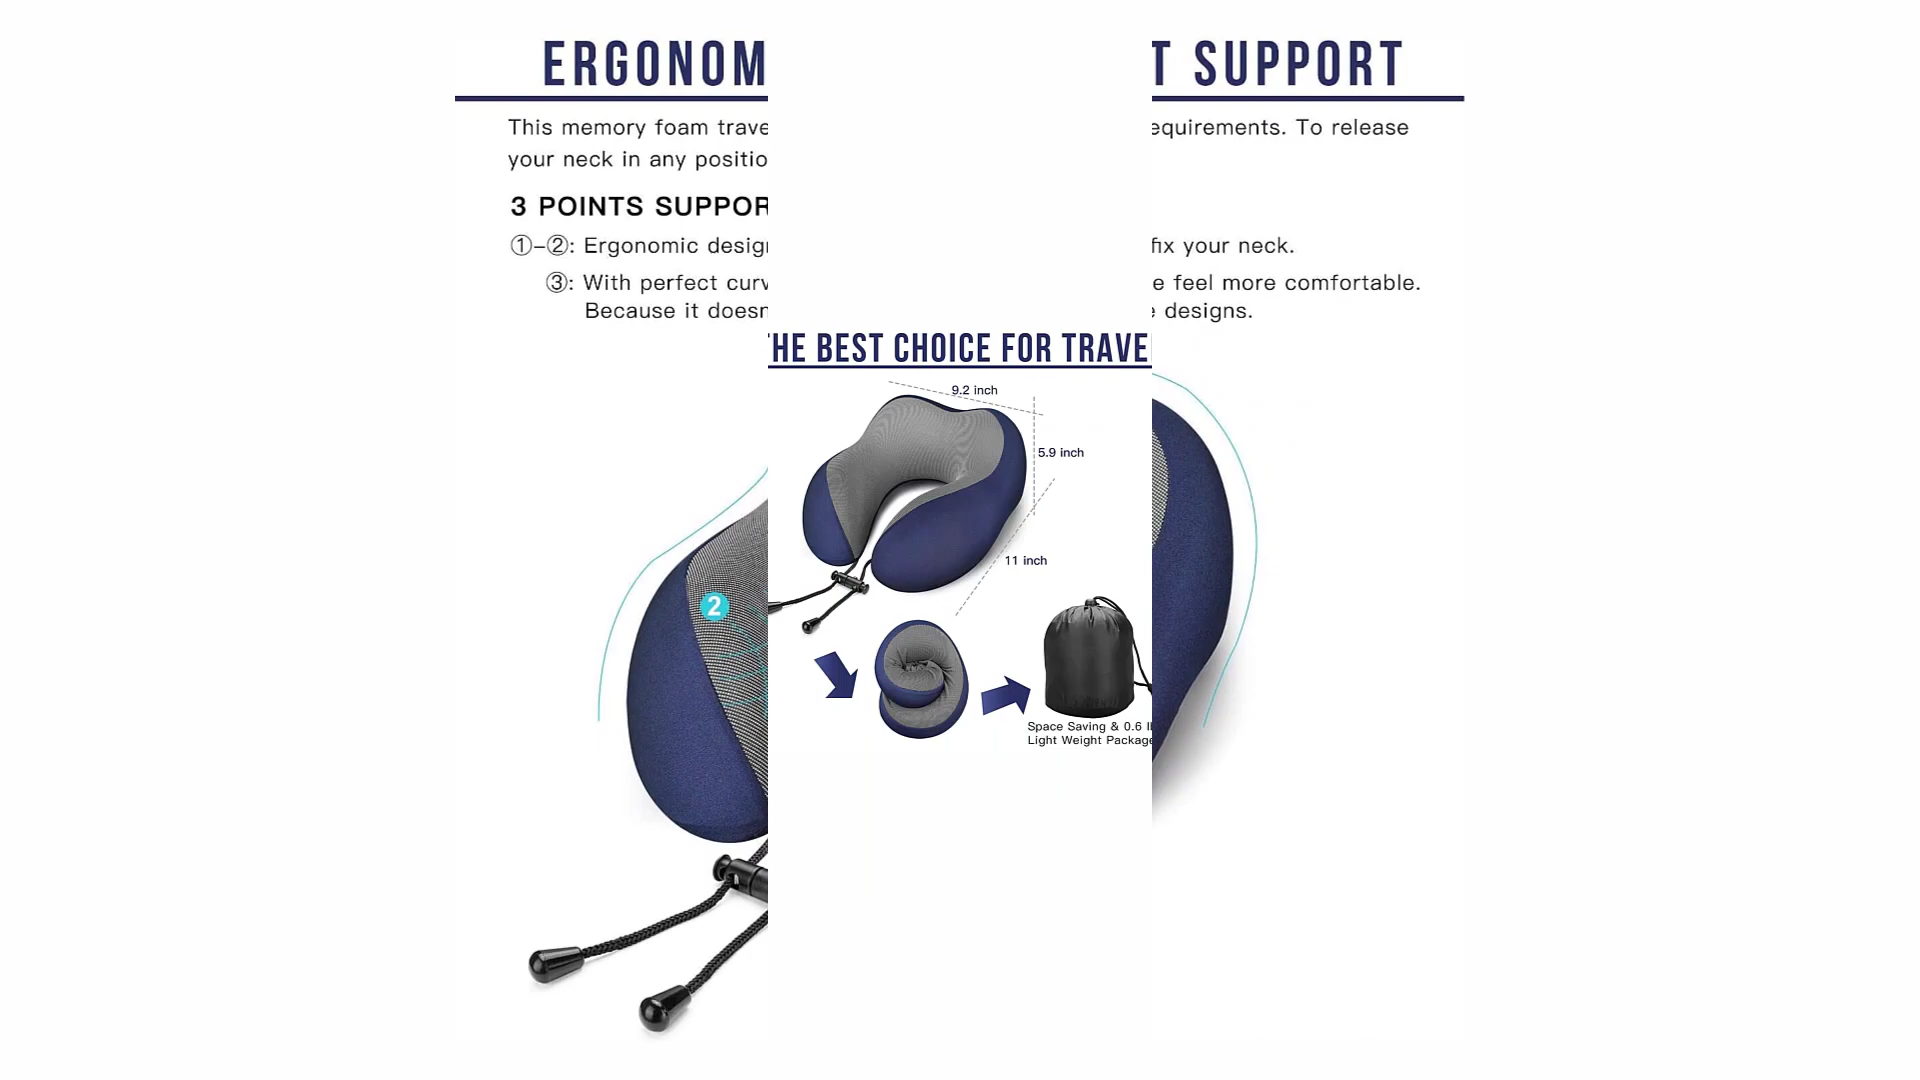 ERGONOM T SUPPORT
This memory foam trave equirements. To release
your neck in any positio
3 POINTS SUPPOR
①–②: Ergonomic desig fix your neck.
③: With perfect curv e feel more comfortable.
Because it doesn e designs.
HE BEST CHOICE FOR TRAVE
9.2 inch
5.9 inch
11 inch
2
Space Saving & 0.6 l
Light Weight Package